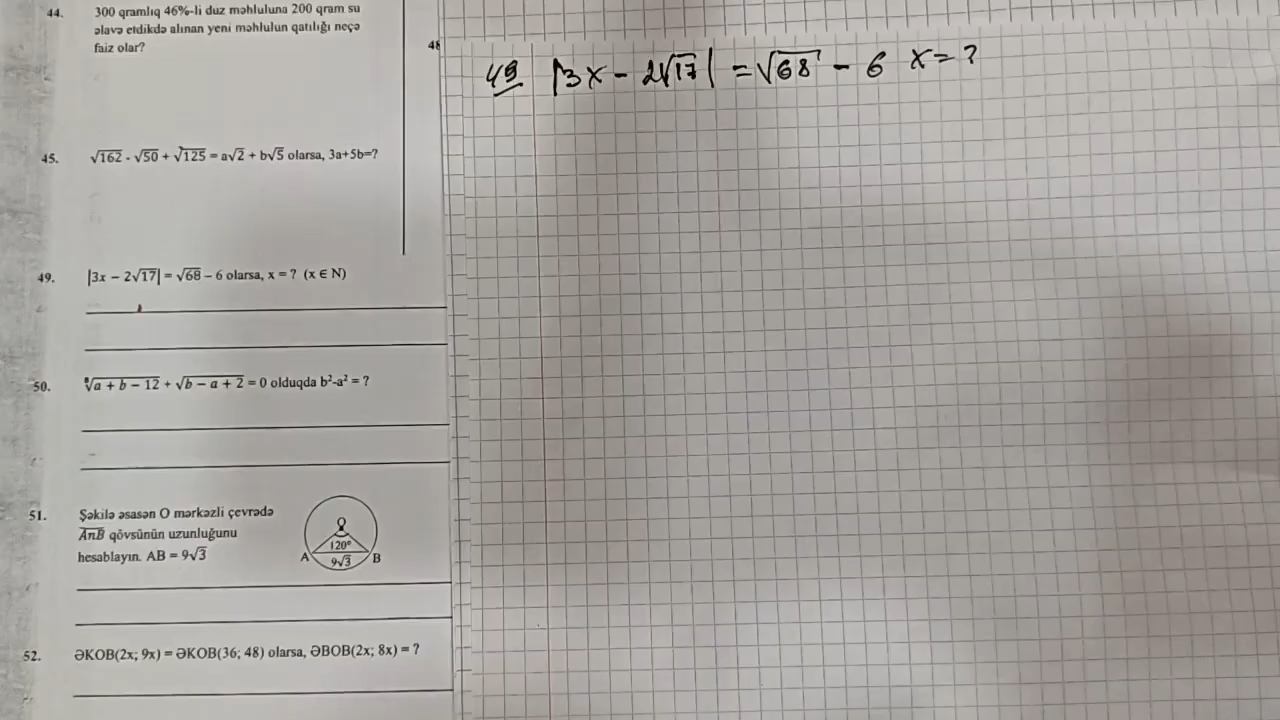 44. 300 qramlıq 46%-li duz məhluluna 200 qram su
əlavə etdikdə alınan yeni məhlulun qatılığı neçə
faiz olar?
48
45. √162 - √50 + √125 = a√2 + b√5 olarsa, 3a+5b=?
49. |3x − 2√17| = √68 − 6 olarsa, x = ? (x ∈ N)
50. ⁸√a + b − 12 + √b − a + 2 = 0 olduqda b²-a² = ?
51. Şəkilə əsasən O mərkəzli çevrədə
AnB qövsünün uzunluğunu
hesablayın. AB = 9√3
O
120°
A 9√3 B
52. ƏKOB(2x; 9x) = ƏKOB(36; 48) olarsa, ƏBOB(2x; 8x) = ?
49 |3x − 2√17| = √68 − 6 x = ?